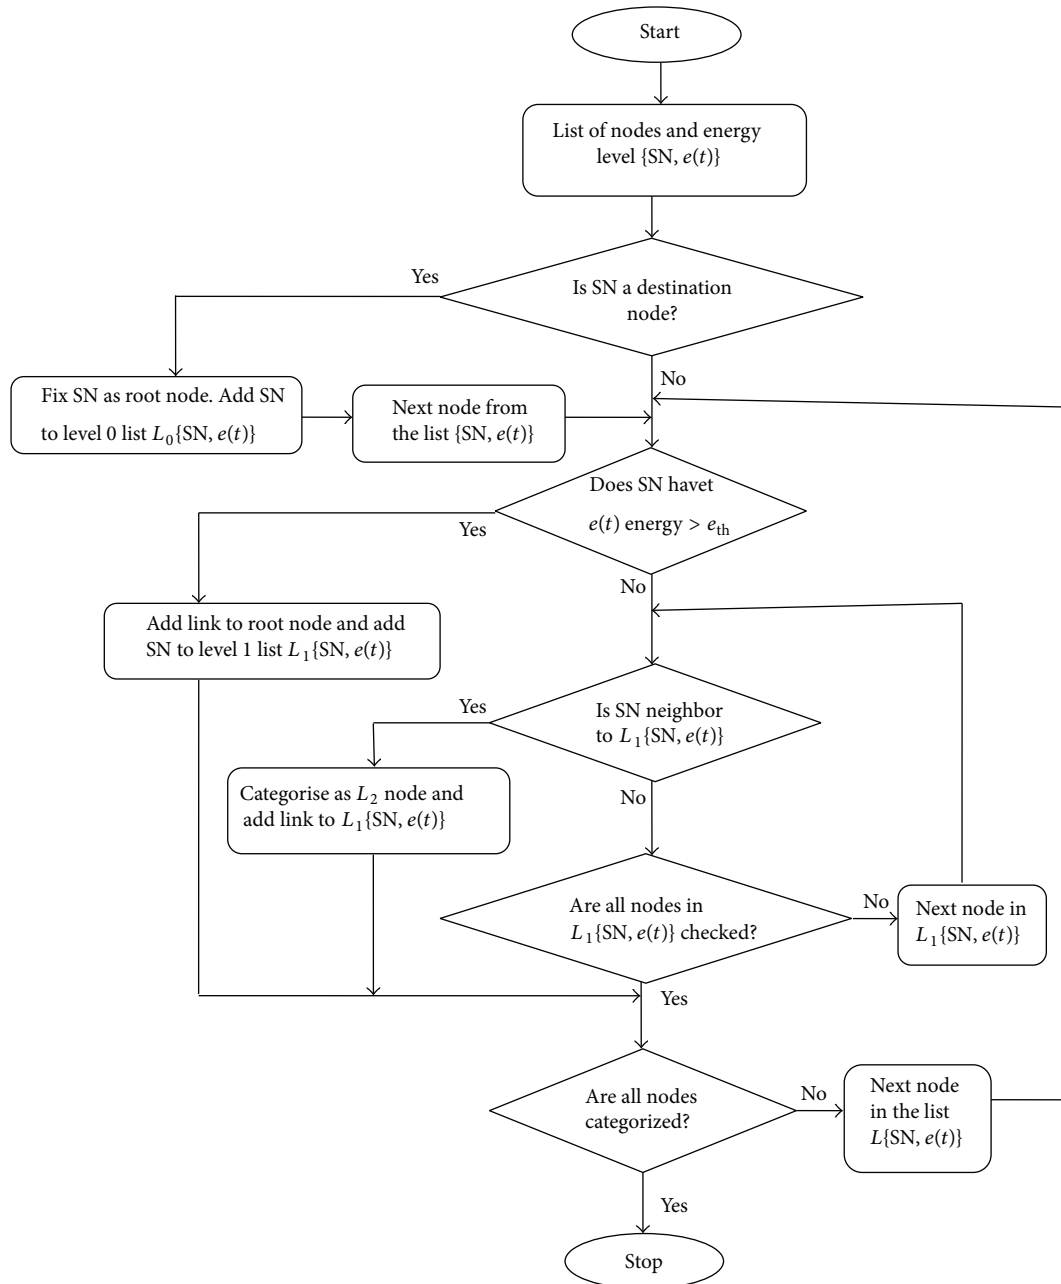 Start
List of nodes and energy
level {SN, e(t)}
Is SN a destination
node?
Yes
No
Fix SN as root node. Add SN
to level 0 list L₀{SN, e(t)}
Next node from
the list {SN, e(t)}
Does SN havet
e(t) energy > eₜₕ
Yes
No
Add link to root node and add
SN to level 1 list L₁{SN, e(t)}
Is SN neighbor
to L₁{SN, e(t)}
Yes
No
Categorise as L₂ node and
add link to L₁{SN, e(t)}
Are all nodes in
L₁{SN, e(t)} checked?
No
Next node in
L₁{SN, e(t)}
Yes
Are all nodes
categorized?
No
Next node
in the list
L{SN, e(t)}
Yes
Stop